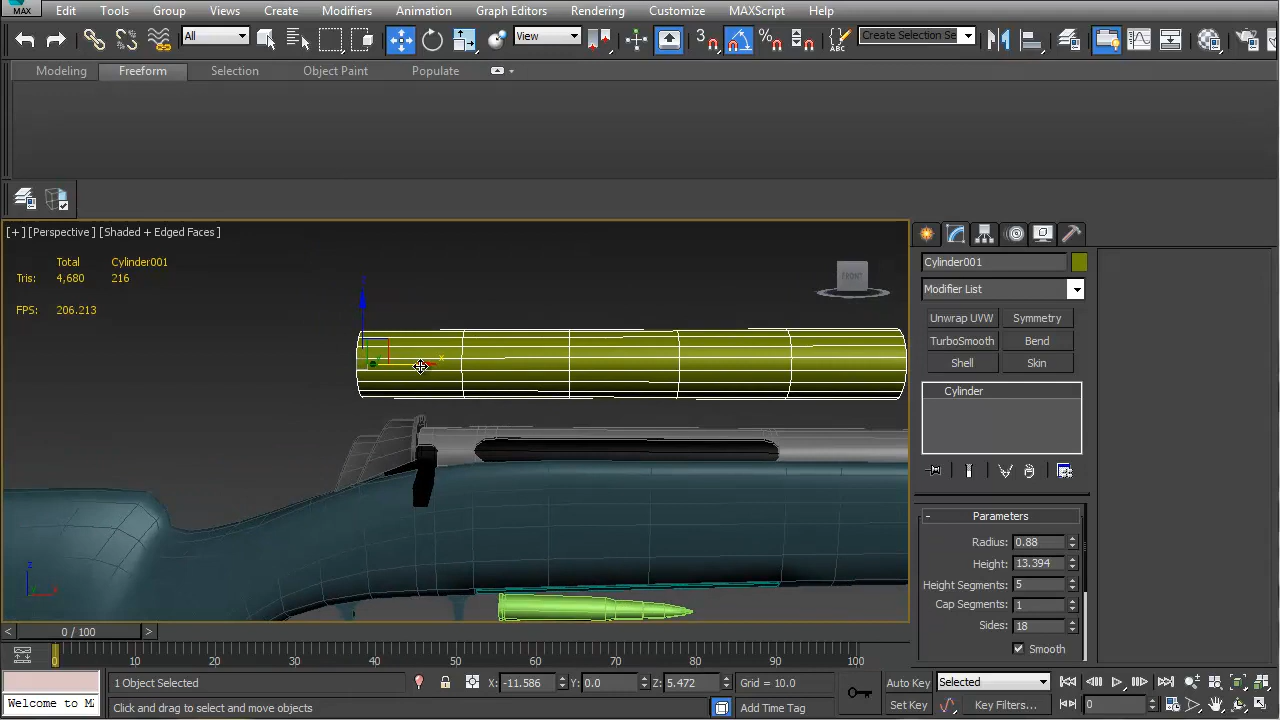 MAX Edit Tools Group Views Create Modifiers Animation Graph Editors Rendering Customize MAXScript Help
All View 3 Create Selection Se
Modeling Freeform Selection Object Paint Populate
[+][Perspective][Shaded + Edged Faces]
Total Cylinder001
Tris: 4,680 216
FPS: 206.213
FRONT
z
x
z
x
Cylinder001
Modifier List
Unwrap UVW Symmetry
TurboSmooth Bend
Shell Skin
Cylinder
- Parameters
Radius: 0.88
Height: 13.394
Height Segments: 5
Cap Segments: 1
Sides: 18
Smooth
< 0 / 100 >
0 10 20 30 40 50 60 70 80 90 100
1 Object Selected X: -11.586 Y: 0.0 Z: 5.472 Grid = 10.0 Auto Key Selected
Welcome to MA Click and drag to select and move objects Add Time Tag Set Key Key Filters... 0